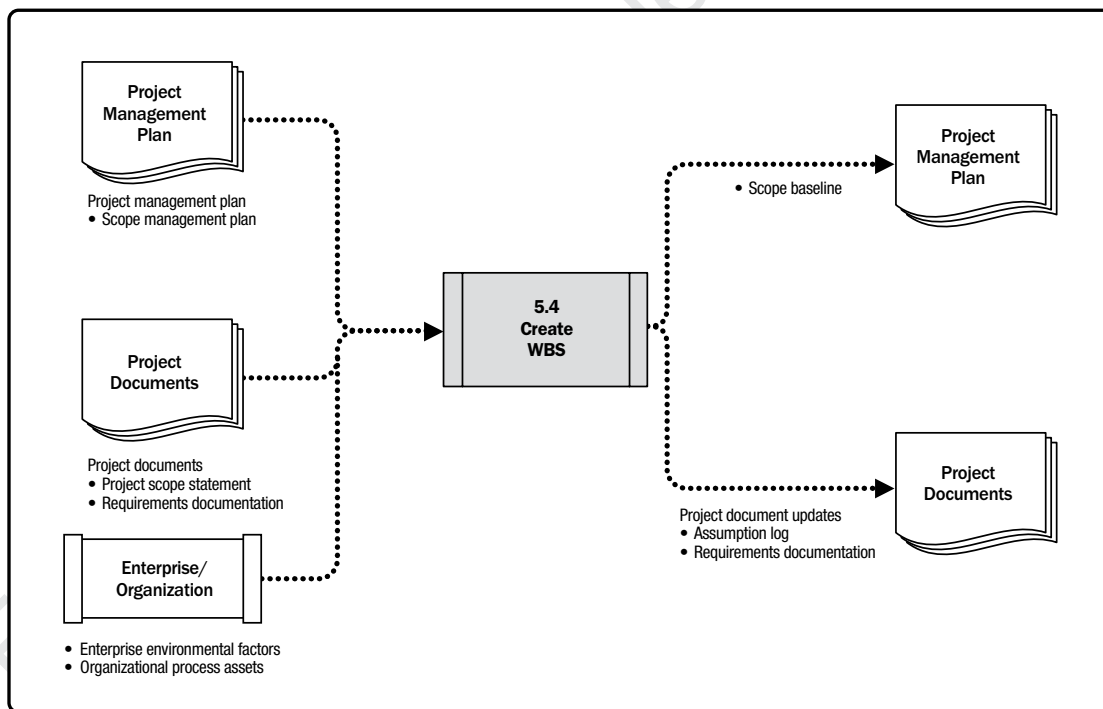 Project
Management
Plan
Project management plan
• Scope management plan
Project
Documents
Project documents
• Project scope statement
• Requirements documentation
Enterprise/
Organization
• Enterprise environmental factors
• Organizational process assets
5.4
Create
WBS
• Scope baseline
Project
Management
Plan
Project document updates
• Assumption log
• Requirements documentation
Project
Documents